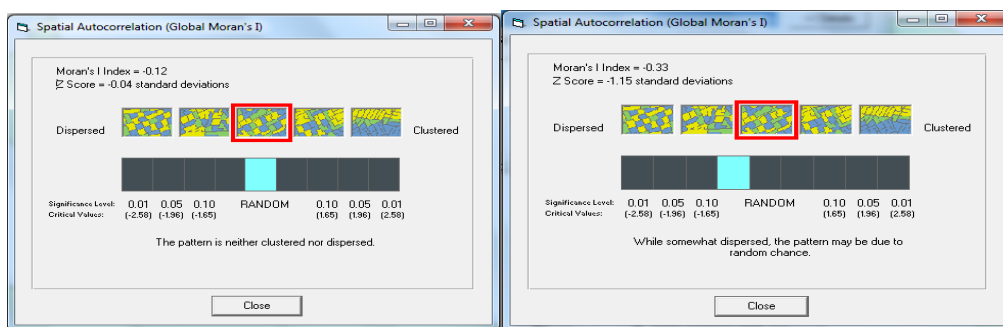 Spatial Autocorrelation (Global Moran's I)
Moran's I Index = -0.12
Z Score = -0.04 standard deviations
Dispersed
Clustered
Significance Level: 0.01 0.05 0.10 RANDOM 0.10 0.05 0.01
Critical Values: (-2.58) (-1.96) (-1.65) (1.65) (1.96) (2.58)
The pattern is neither clustered nor dispersed.
Close
Spatial Autocorrelation (Global Moran's I)
Moran's I Index = -0.33
Z Score = -1.15 standard deviations
Dispersed
Clustered
Significance Level: 0.01 0.05 0.10 RANDOM 0.10 0.05 0.01
Critical Values: (-2.58) (-1.96) (-1.65) (1.65) (1.96) (2.58)
While somewhat dispersed, the pattern may be due to
random chance.
Close